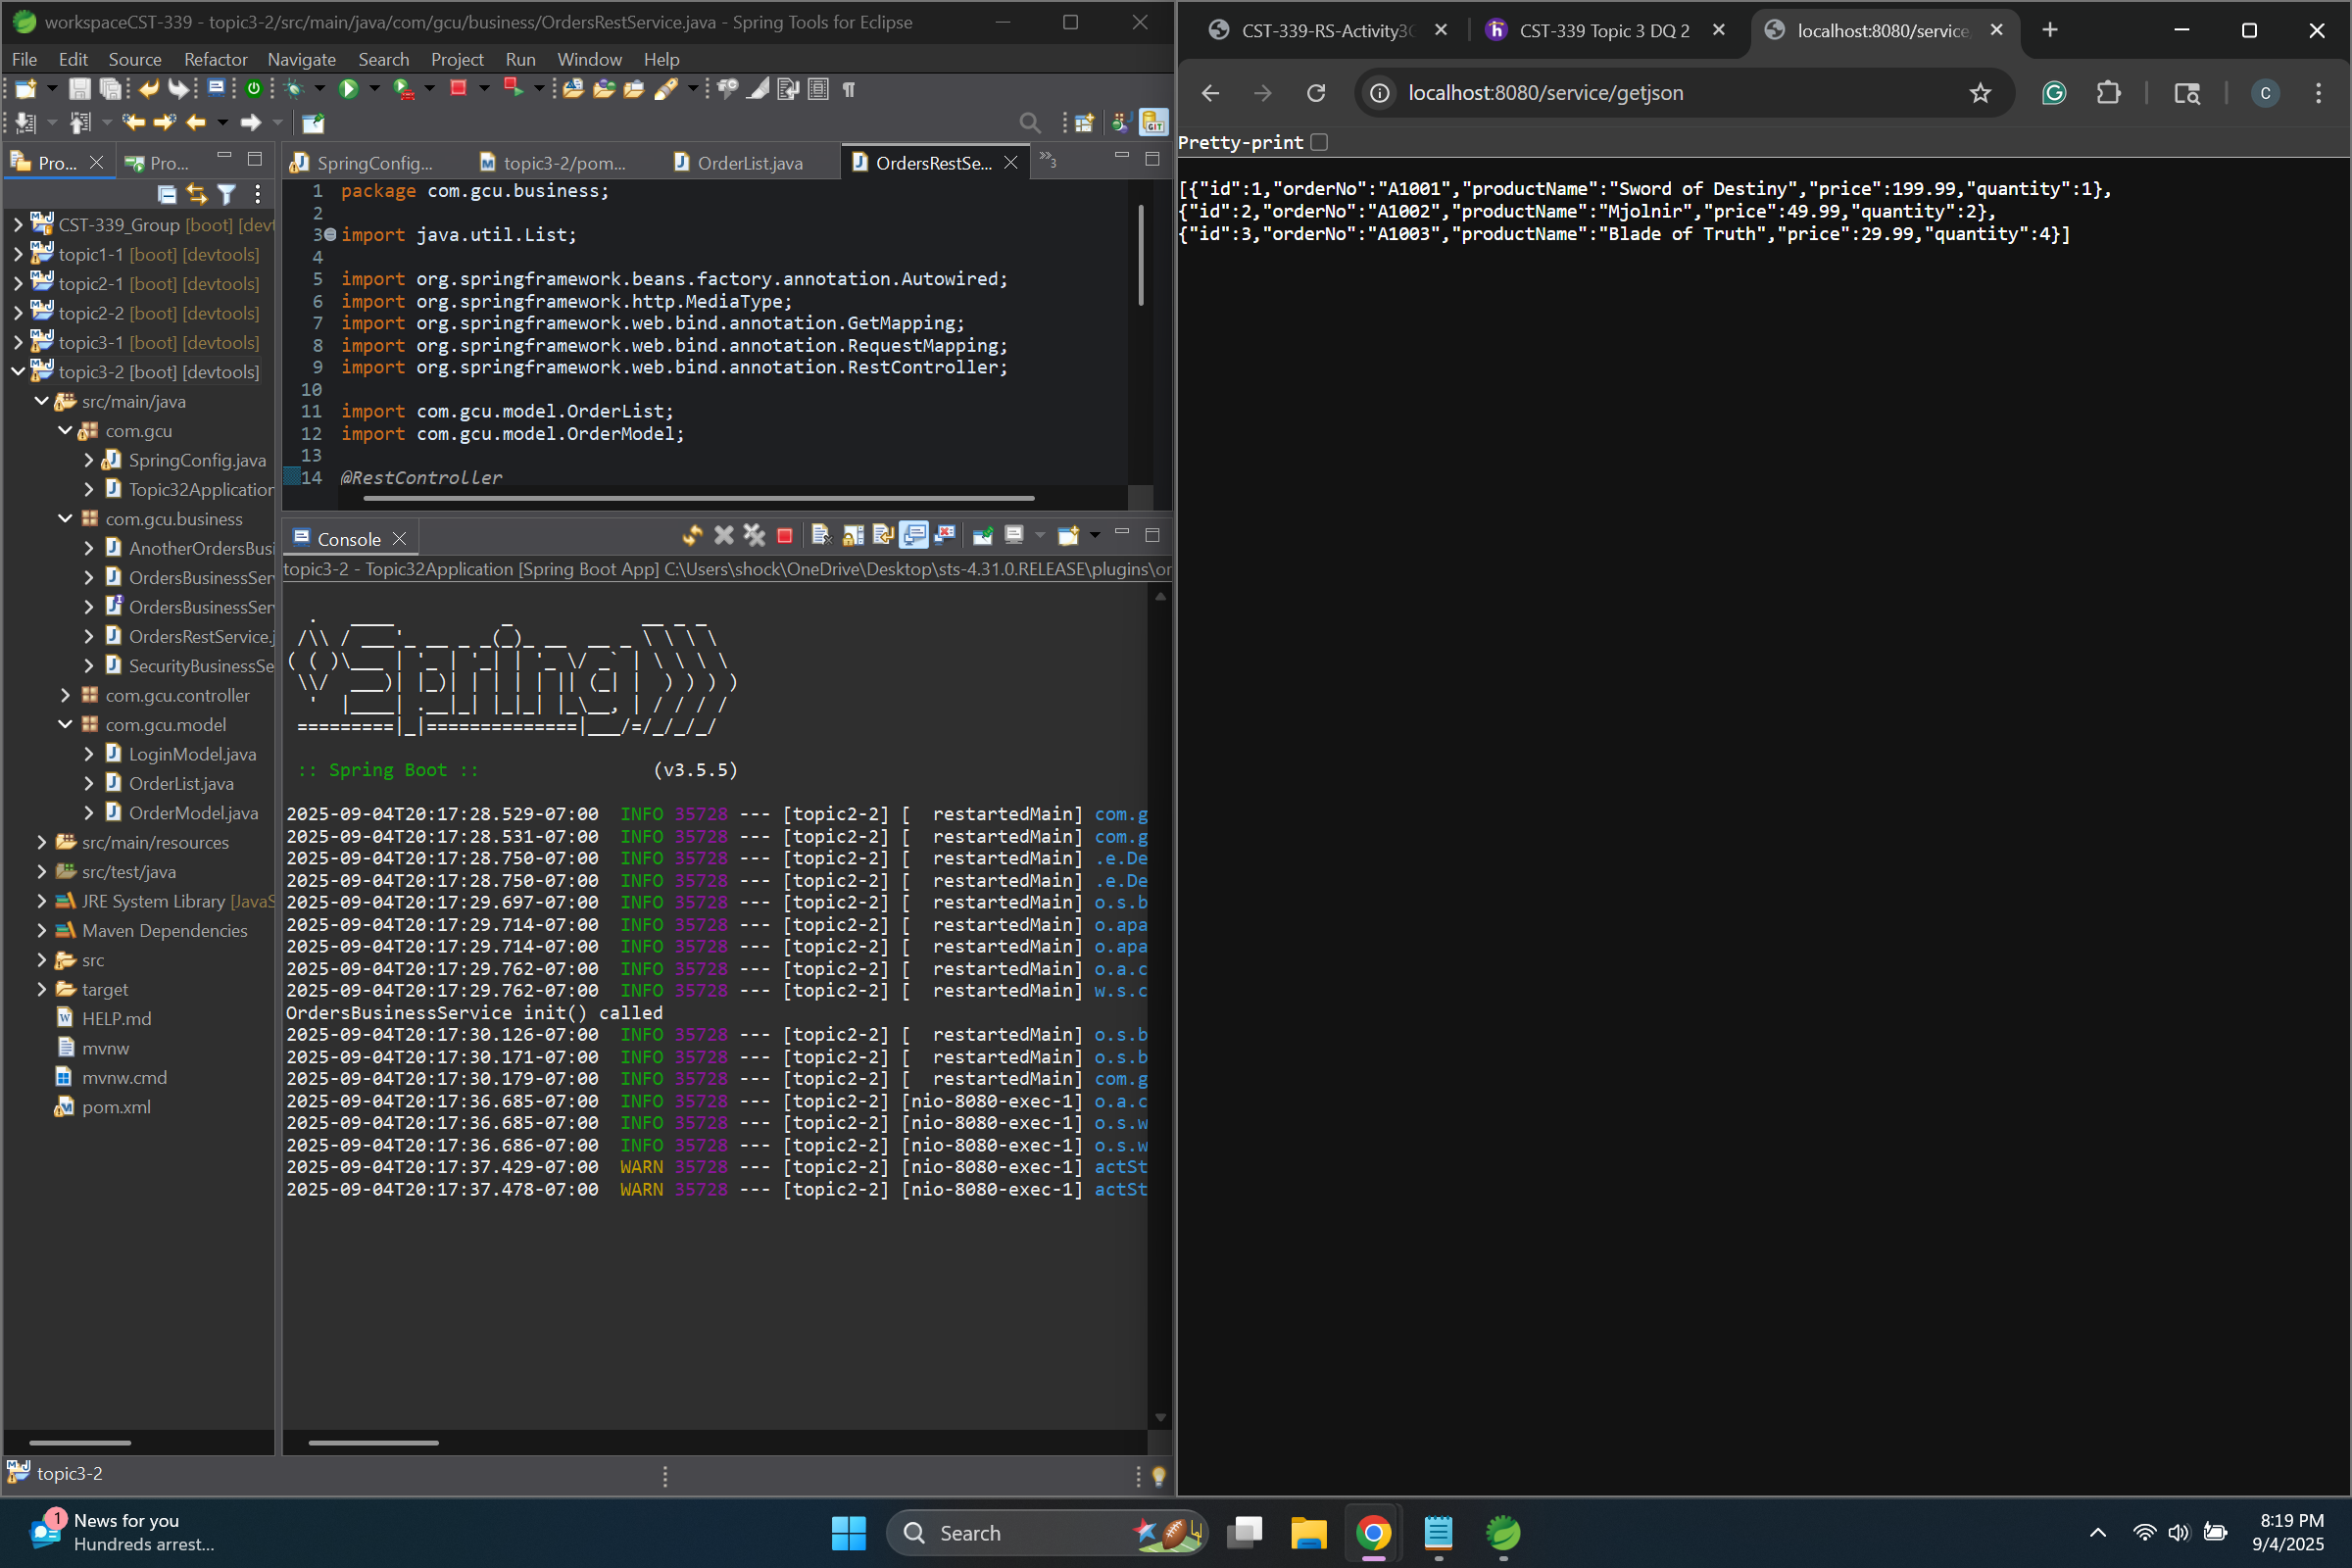 workspaceCST-339 - topic3-2/src/main/java/com/gcu/business/OrdersRestService.java - Spring Tools for Eclipse
File Edit Source Refactor Navigate Search Project Run Window Help
Pro...
Pro...
CST-339_Group [boot] [devt
topic1-1 [boot] [devtools]
topic2-1 [boot] [devtools]
topic2-2 [boot] [devtools]
topic3-1 [boot] [devtools]
topic3-2 [boot] [devtools]
src/main/java
com.gcu
SpringConfig.java
Topic32Application
com.gcu.business
AnotherOrdersBusi
OrdersBusinessSer
OrdersBusinessSer
OrdersRestService.j
SecurityBusinessSe
com.gcu.controller
com.gcu.model
LoginModel.java
OrderList.java
OrderModel.java
src/main/resources
src/test/java
JRE System Library [JavaS
Maven Dependencies
src
target
HELP.md
mvnw
mvnw.cmd
pom.xml
SpringConfig... topic3-2/pom... OrderList.java OrdersRestSe... »3
1 package com.gcu.business;
2
3 import java.util.List;
4
5 import org.springframework.beans.factory.annotation.Autowired;
6 import org.springframework.http.MediaType;
7 import org.springframework.web.bind.annotation.GetMapping;
8 import org.springframework.web.bind.annotation.RequestMapping;
9 import org.springframework.web.bind.annotation.RestController;
10
11 import com.gcu.model.OrderList;
12 import com.gcu.model.OrderModel;
13
14 @RestController
Console
topic3-2 - Topic32Application [Spring Boot App] C:\Users\shock\OneDrive\Desktop\sts-4.31.0.RELEASE\plugins\or
Spring
:: Spring Boot :: (v3.5.5)
2025-09-04T20:17:28.529-07:00 INFO 35728 --- [topic2-2] [ restartedMain] com.g
2025-09-04T20:17:28.531-07:00 INFO 35728 --- [topic2-2] [ restartedMain] com.g
2025-09-04T20:17:28.750-07:00 INFO 35728 --- [topic2-2] [ restartedMain] .e.De
2025-09-04T20:17:28.750-07:00 INFO 35728 --- [topic2-2] [ restartedMain] .e.De
2025-09-04T20:17:29.697-07:00 INFO 35728 --- [topic2-2] [ restartedMain] o.s.b
2025-09-04T20:17:29.714-07:00 INFO 35728 --- [topic2-2] [ restartedMain] o.apa
2025-09-04T20:17:29.714-07:00 INFO 35728 --- [topic2-2] [ restartedMain] o.apa
2025-09-04T20:17:29.762-07:00 INFO 35728 --- [topic2-2] [ restartedMain] o.a.c
2025-09-04T20:17:29.762-07:00 INFO 35728 --- [topic2-2] [ restartedMain] w.s.c
OrdersBusinessService init() called
2025-09-04T20:17:30.126-07:00 INFO 35728 --- [topic2-2] [ restartedMain] o.s.b
2025-09-04T20:17:30.171-07:00 INFO 35728 --- [topic2-2] [ restartedMain] o.s.b
2025-09-04T20:17:30.179-07:00 INFO 35728 --- [topic2-2] [ restartedMain] com.g
2025-09-04T20:17:36.685-07:00 INFO 35728 --- [topic2-2] [nio-8080-exec-1] o.a.c
2025-09-04T20:17:36.685-07:00 INFO 35728 --- [topic2-2] [nio-8080-exec-1] o.s.w
2025-09-04T20:17:36.686-07:00 INFO 35728 --- [topic2-2] [nio-8080-exec-1] o.s.w
2025-09-04T20:17:37.429-07:00 WARN 35728 --- [topic2-2] [nio-8080-exec-1] actSt
2025-09-04T20:17:37.478-07:00 WARN 35728 --- [topic2-2] [nio-8080-exec-1] actSt
topic3-2
CST-339-RS-Activity3
CST-339 Topic 3 DQ 2
localhost:8080/service
localhost:8080/service/getjson
C
Pretty-print
[{"id":1,"orderNo":"A1001","productName":"Sword of Destiny","price":199.99,"quantity":1},
{"id":2,"orderNo":"A1002","productName":"Mjolnir","price":49.99,"quantity":2},
{"id":3,"orderNo":"A1003","productName":"Blade of Truth","price":29.99,"quantity":4}]
1
News for you
Hundreds arrest...
Search
8:19 PM
9/4/2025